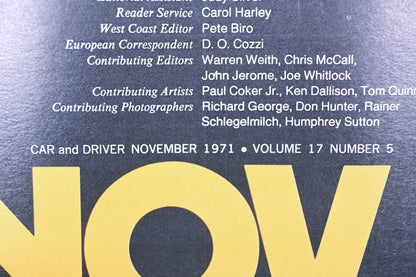 Reader Service Carol Harley
West Coast Editor Pete Biro
European Correspondent D. O. Cozzi
Contributing Editors Warren Weith, Chris McCall,
John Jerome, Joe Whitlock
Contributing Artists Paul Coker Jr., Ken Dallison, Tom Quinn
Contributing Photographers Richard George, Don Hunter, Rainer
Schlegelmilch, Humphrey Sutton
CAR and DRIVER NOVEMBER 1971 • VOLUME 17 NUMBER 5
NOV